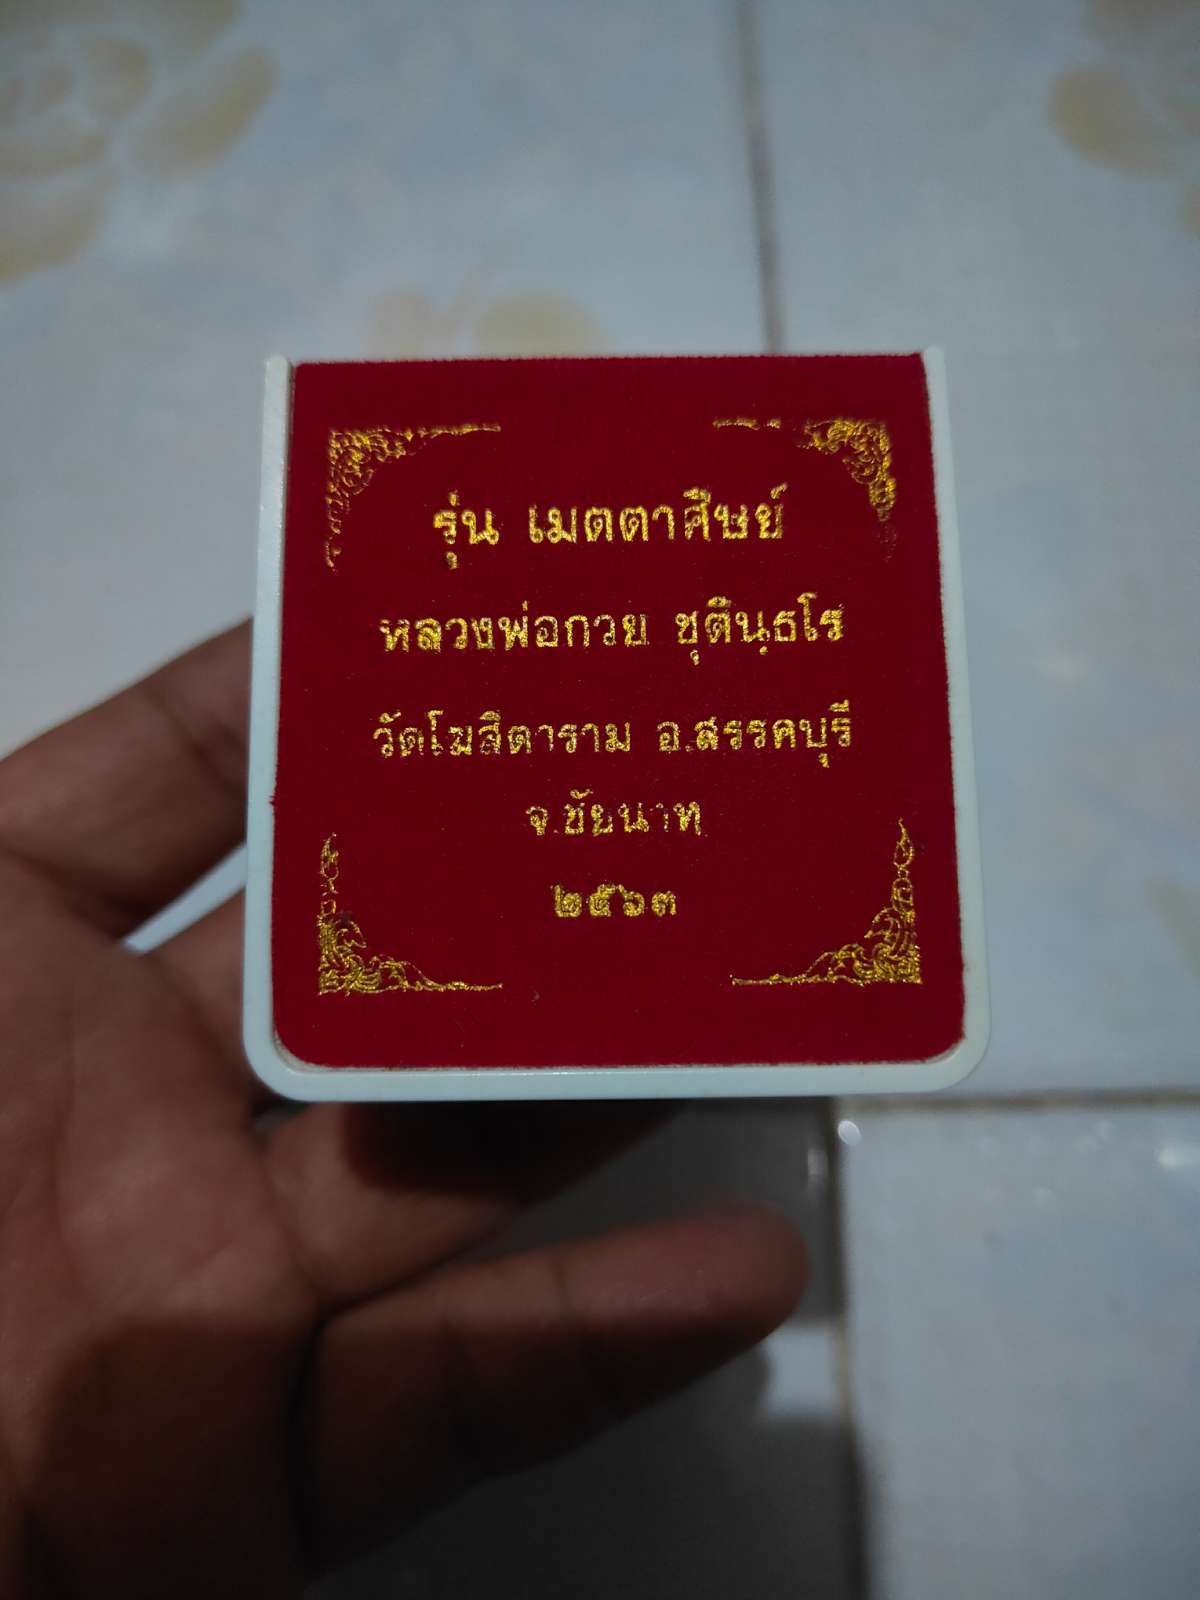 รุ่น เมตตาศิษย์
หลวงพ่อกวย ชุตินฺธโร
วัดโฆสิตาราม อ.สรรคบุรี
จ.ชัยนาท
๒๕๖๓